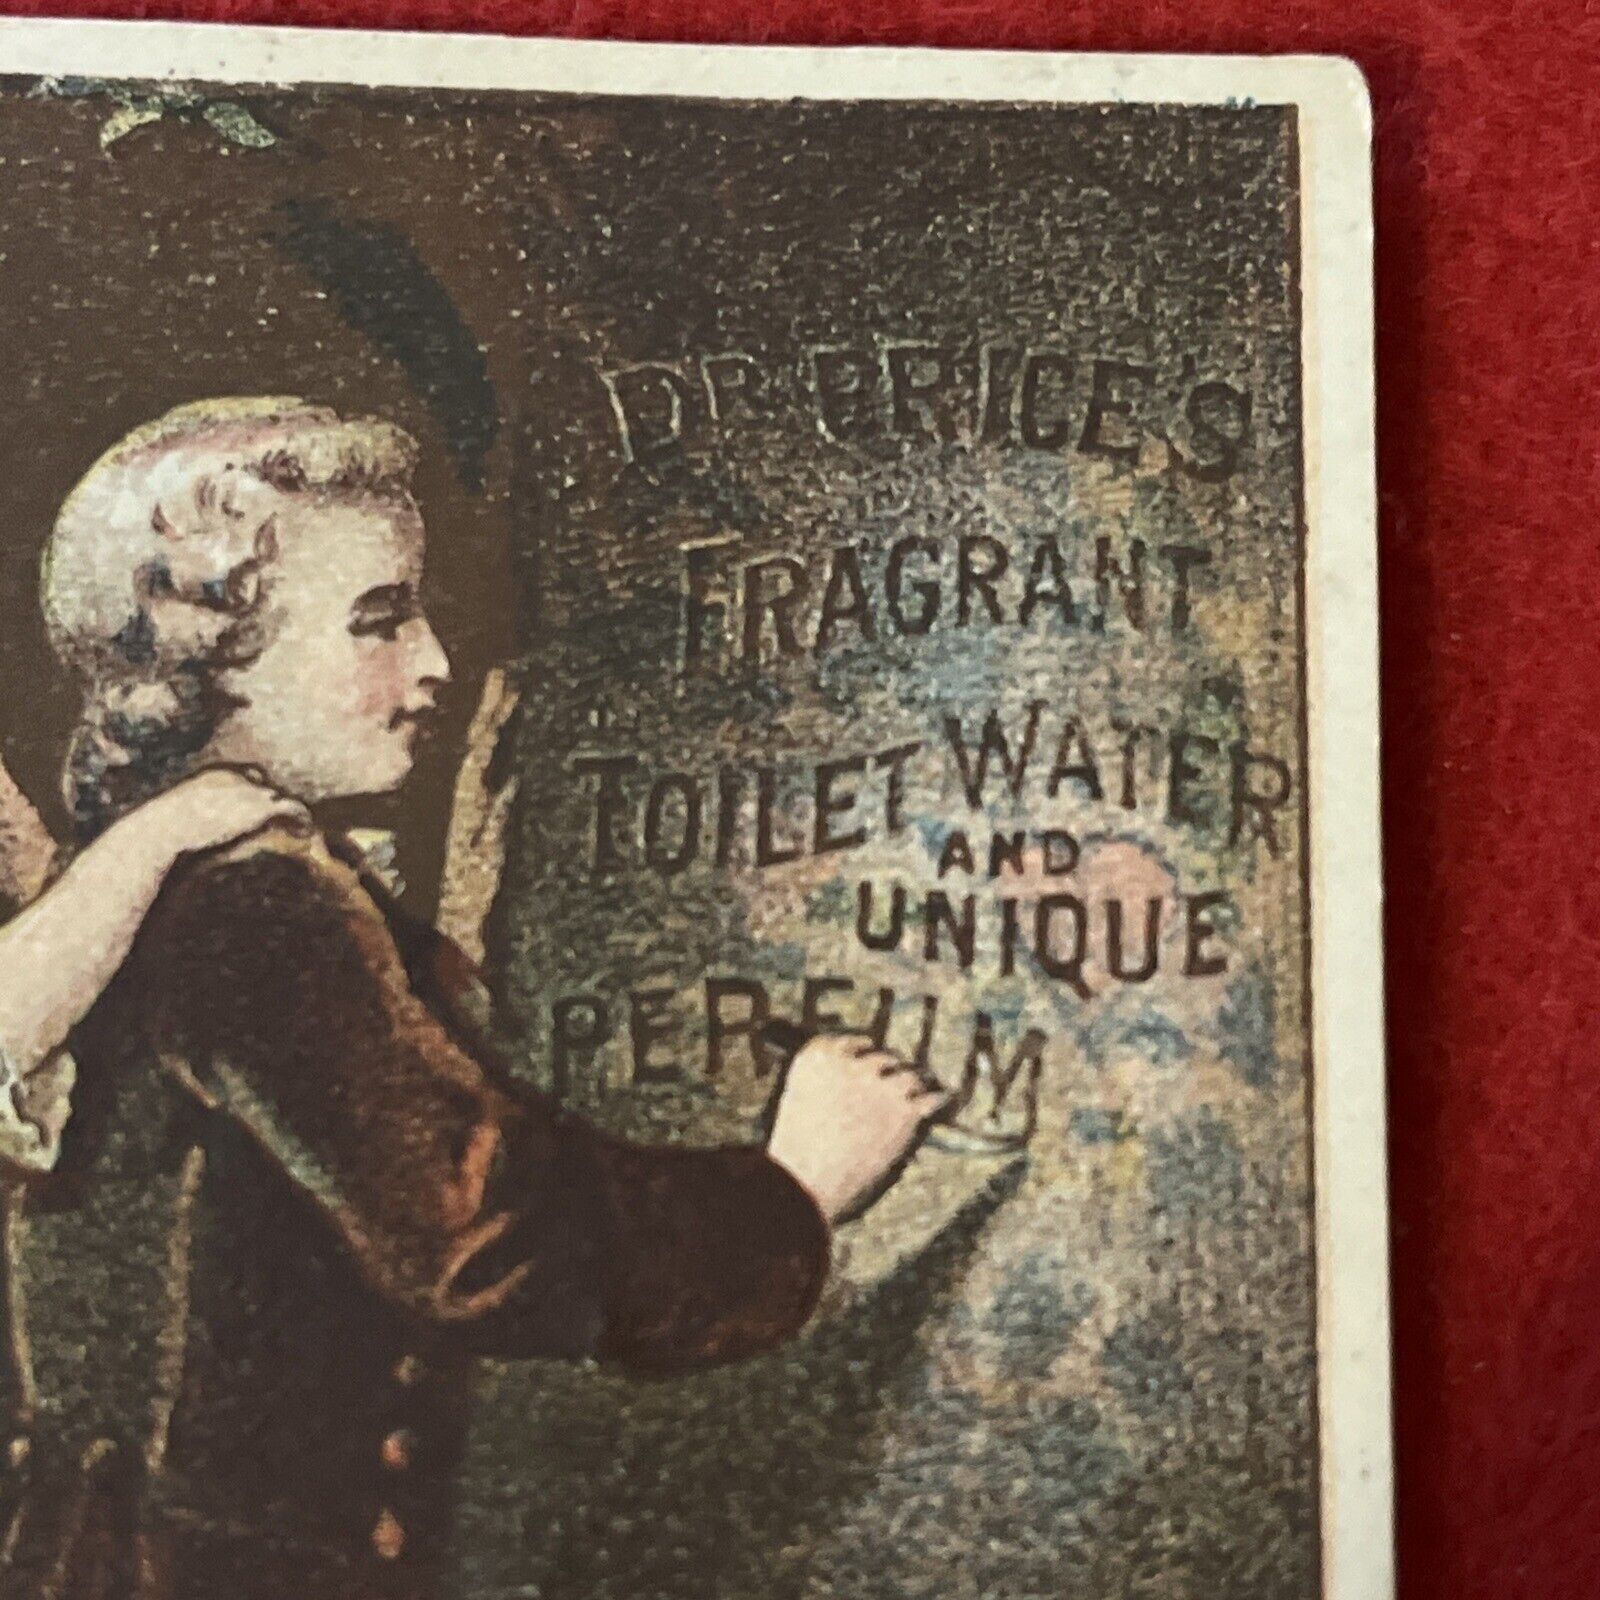 DR PRICE'S
FRAGRANT
TOILET WATER
AND
UNIQUE
PERFUM